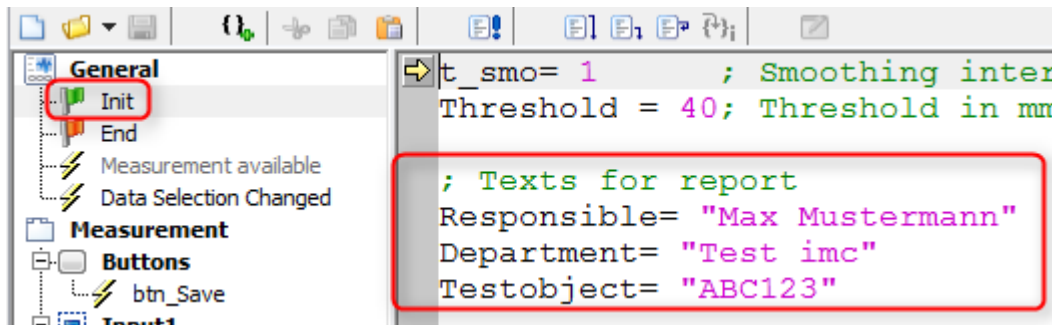 General
Init
End
Measurement available
Data Selection Changed
Measurement
Buttons
btn_Save
Input1
t_smo= 1 ; Smoothing inter
Threshold = 40; Threshold in mm
; Texts for report
Responsible= "Max Mustermann"
Department= "Test imc"
Testobject= "ABC123"